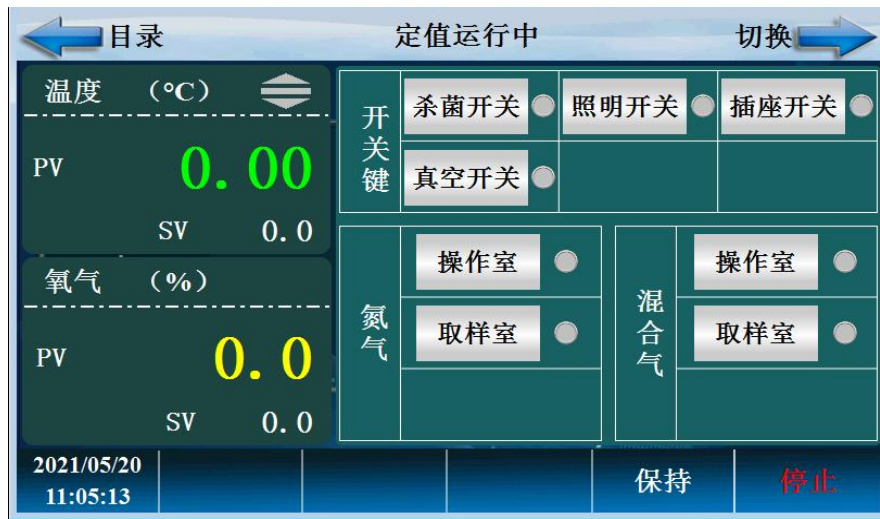 目录
定值运行中
切换
温度 （℃）
PV 0.00
SV 0.0
氧气 （%）
PV 0.0
SV 0.0
开关键
杀菌开关
照明开关
插座开关
真空开关
氮气
操作室
取样室
混合气
操作室
取样室
2021/05/20
11:05:13
保持
停止